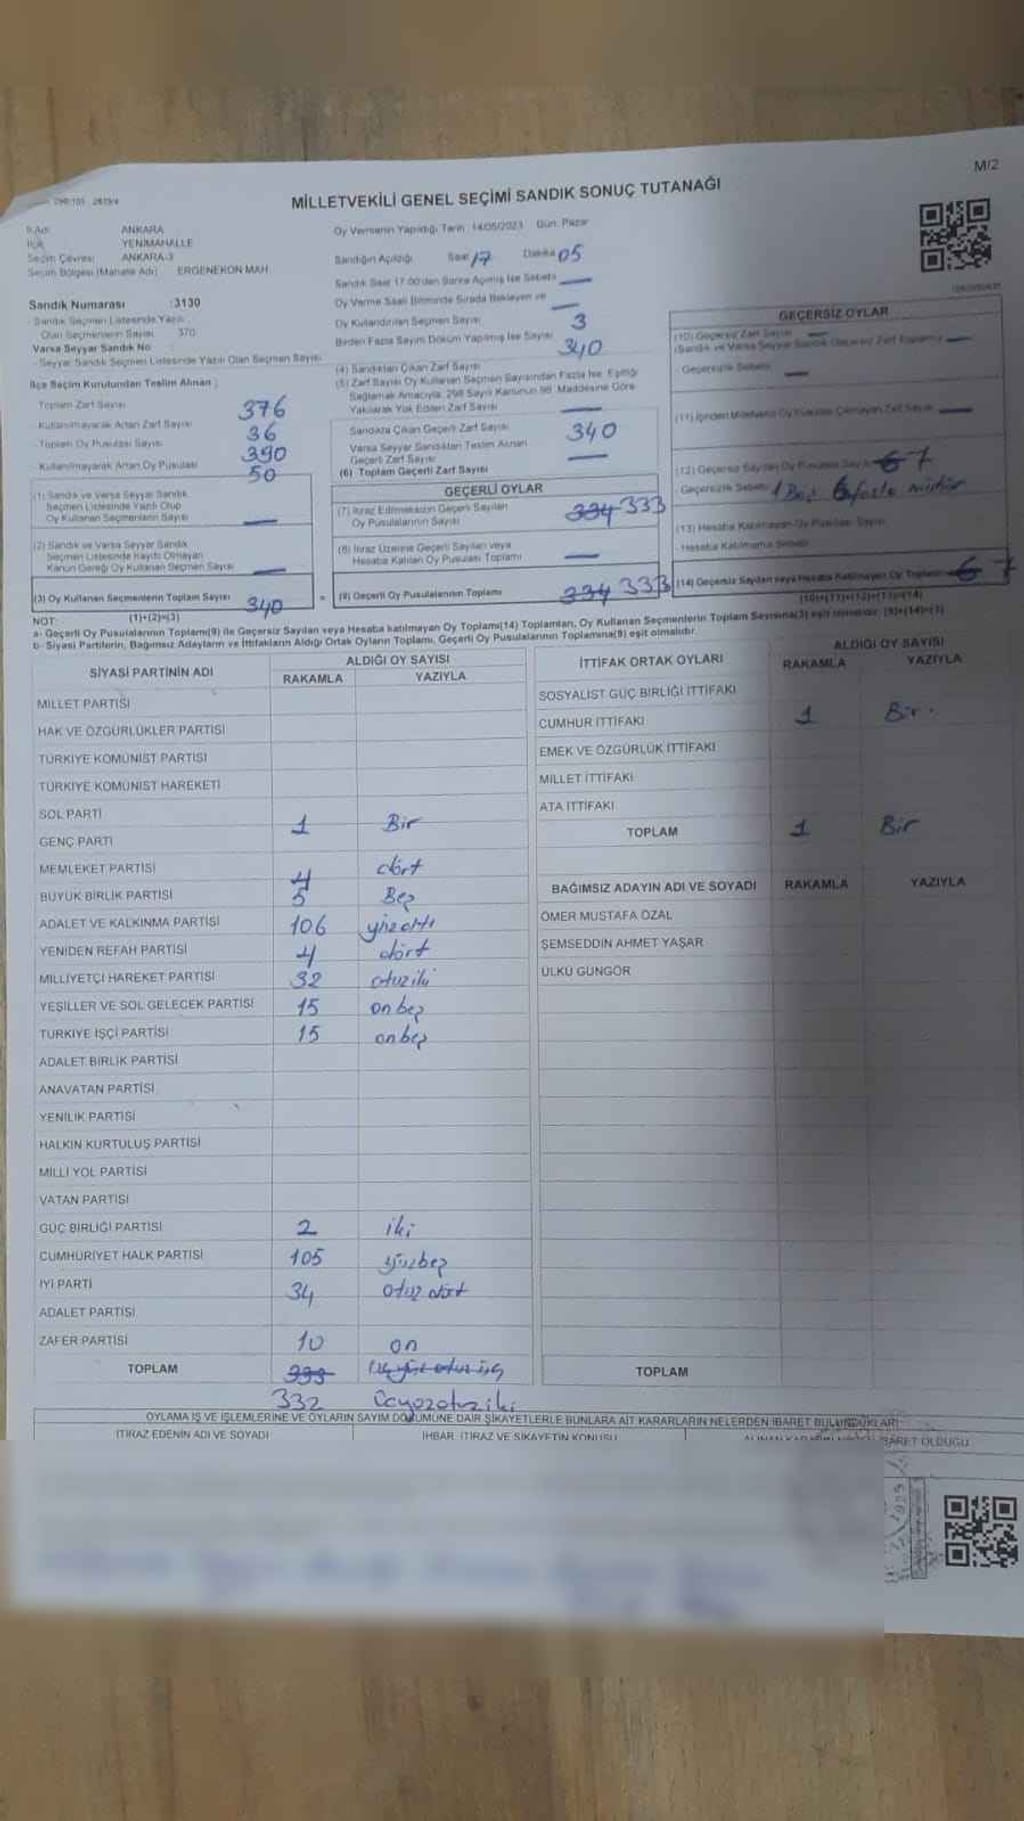 M/2
MİLLETVEKİLİ GENEL SEÇİMİ SANDIK SONUÇ TUTANAĞI
İl Adı ANKARA
İlçe YENİMAHALLE
Seçim Çevresi ANKARA-3
Seçim Bölgesi (Mahalle Adı) ERGENEKON MAH
Sandık Numarası :3130
Sandık Seçmen Listesinde Yazılı
Olan Seçmenlerin Sayısı 370
Varsa Seyyar Sandık No
Seyyar Sandık Seçmen Listesinde Yazılı Olan Seçmen Sayısı
İlçe Seçim Kurulundan Teslim Alınan ;
Toplam Zarf Sayısı 376
Kullanılmayarak Artan Zarf Sayısı 36
Toplam Oy Pusulası Sayısı 390
Kullanılmayarak Artan Oy Pusulası 50
(1) Sandık ve Varsa Seyyar Sandık
Seçmen Listesinde Yazılı Olup
Oy Kullanan Seçmenlerin Sayısı —
(2) Sandık ve Varsa Seyyar Sandık
Seçmen Listesinde Kaydı Olmayan
Kanun Gereği Oy Kullanan Seçmen Sayısı —
(3) Oy Kullanan Seçmenlerin Toplam Sayısı 340
(1)+(2)=(3)
Oy Vermenin Yapıldığı Tarih 14/05/2023 Gün: Pazar
Sandığın Açıldığı Saat 17 Dakika 05
Sandık Saat 17.00'den Sonra Açılmış İse Sebebi —
Oy Verme Saati Bitiminde Sırada Bekleyen ve
Oy Kullandırılan Seçmen Sayısı —
Birden Fazla Sayım Döküm Yapılmış İse Sayısı 3
(4) Sandıktan Çıkan Zarf Sayısı 340
(5) Zarf Sayısı Oy Kullanan Seçmen Sayısından Fazla İse, Eşitliği
Sağlamak Amacıyla, 298 Sayılı Kanunun 98. Maddesine Göre
Yakılarak Yok Edilen Zarf Sayısı —
Sandıkta Çıkan Geçerli Zarf Sayısı 340
Varsa Seyyar Sandıktan Teslim Alınan
Geçerli Zarf Sayısı —
(6) Toplam Geçerli Zarf Sayısı
GEÇERLİ OYLAR
(7) İtiraz Edilmeksizin Geçerli Sayılan
Oy Pusulalarının Sayısı 334 333
(8) İtiraz Üzerine Geçerli Sayılan veya
Hesaba Katılan Oy Pusulası Toplamı —
(9) Geçerli Oy Pusulalarının Toplamı 334 333
GEÇERSİZ OYLAR
(10) Geçersiz Zarf Sayısı —
(Sandık ve Varsa Seyyar Sandık Geçersiz Zarf Toplamı) —
Geçersizlik Sebebi —
(11) İçinden Milletvekili Oy Pusulası Çıkmayan Zarf Sayısı —
(12) Geçersiz Sayılan Oy Pusulası Sayısı 6 7
Geçersizlik Sebebi 1 Boş 6 fazla mühür
(13) Hesaba Katılmayan Oy Pusulası Sayısı
Hesaba Katılmama Sebebi
(14) Geçersiz Sayılan veya Hesaba Katılmayan Oy Toplamı 6 7
(10)+(11)+(12)+(13)=(14)
NOT:
a- Geçerli Oy Pusulalarının Toplamı(9) ile Geçersiz Sayılan veya Hesaba katılmayan Oy Toplamı(14) Toplamları, Oy Kullanan Seçmenlerin Toplam Sayısına(3) eşit olmalıdır. (9)+(14)=(3)
b- Siyasi Partilerin, Bağımsız Adayların ve İttifakların Aldığı Ortak Oyların Toplamı, Geçerli Oy Pusulalarının Toplamına(9) eşit olmalıdır.
SİYASİ PARTİNİN ADI ALDIĞI OY SAYISI
RAKAMLA YAZIYLA
MİLLET PARTİSİ
HAK VE ÖZGÜRLÜKLER PARTİSİ
TÜRKİYE KOMÜNİST PARTİSİ
TÜRKİYE KOMÜNİST HAREKETİ
SOL PARTİ
GENÇ PARTİ 1 Bir
MEMLEKET PARTİSİ 4 dört
BÜYÜK BİRLİK PARTİSİ 5 Beş
ADALET VE KALKINMA PARTİSİ 106 yüzaltı
YENİDEN REFAH PARTİSİ 4 dört
MİLLİYETÇİ HAREKET PARTİSİ 32 otuziki
YEŞİLLER VE SOL GELECEK PARTİSİ 15 onbeş
TÜRKİYE İŞÇİ PARTİSİ 15 onbeş
ADALET BİRLİK PARTİSİ
ANAVATAN PARTİSİ
YENİLİK PARTİSİ
HALKIN KURTULUŞ PARTİSİ
MİLLİ YOL PARTİSİ
VATAN PARTİSİ
GÜÇ BİRLİĞİ PARTİSİ 2 iki
CUMHURİYET HALK PARTİSİ 105 yüzbeş
İYİ PARTİ 34 otuz dört
ADALET PARTİSİ
ZAFER PARTİSİ 10 on
TOPLAM 333 üç yüz otuz üç
332
İTTİFAK ORTAK OYLARI ALDIĞI OY SAYISI
RAKAMLA YAZIYLA
SOSYALİST GÜÇ BİRLİĞİ İTTİFAKI
CUMHUR İTTİFAKI 1 Bir.
EMEK VE ÖZGÜRLÜK İTTİFAKI
MİLLET İTTİFAKI
ATA İTTİFAKI
TOPLAM 1 Bir
BAĞIMSIZ ADAYIN ADI VE SOYADI RAKAMLA YAZIYLA
ÖMER MUSTAFA ÖZAL
ŞEMSEDDİN AHMET YAŞAR
ÜLKÜ GÜNGÖR
TOPLAM
OYLAMA İŞ VE İŞLEMLERİNE VE OYLARIN SAYIM DÖKÜMÜNE DAİR ŞİKAYETLERLE BUNLARA AİT KARARLARIN NELERDEN İBARET BULUNDUKLARI
İTİRAZ EDENİN ADI VE SOYADI İHBAR, İTİRAZ VE ŞİKAYETİN KONUSU